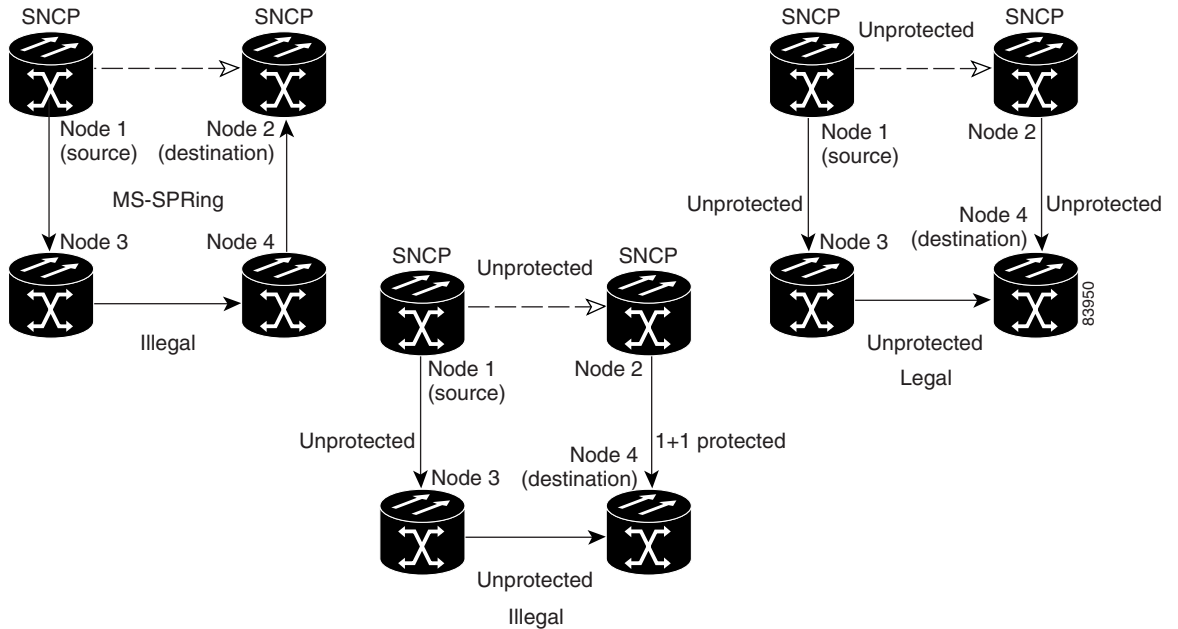 SNCP
SNCP
Node 1
(source)
Node 2
(destination)
MS-SPRing
Node 3
Node 4
Illegal
SNCP
SNCP
Unprotected
Node 1
(source)
Node 2
Unprotected
1+1 protected
Node 3
Node 4
(destination)
Unprotected
Illegal
SNCP
SNCP
Unprotected
Node 1
(source)
Node 2
Unprotected
Unprotected
Node 3
Node 4
(destination)
Unprotected
Legal
83950